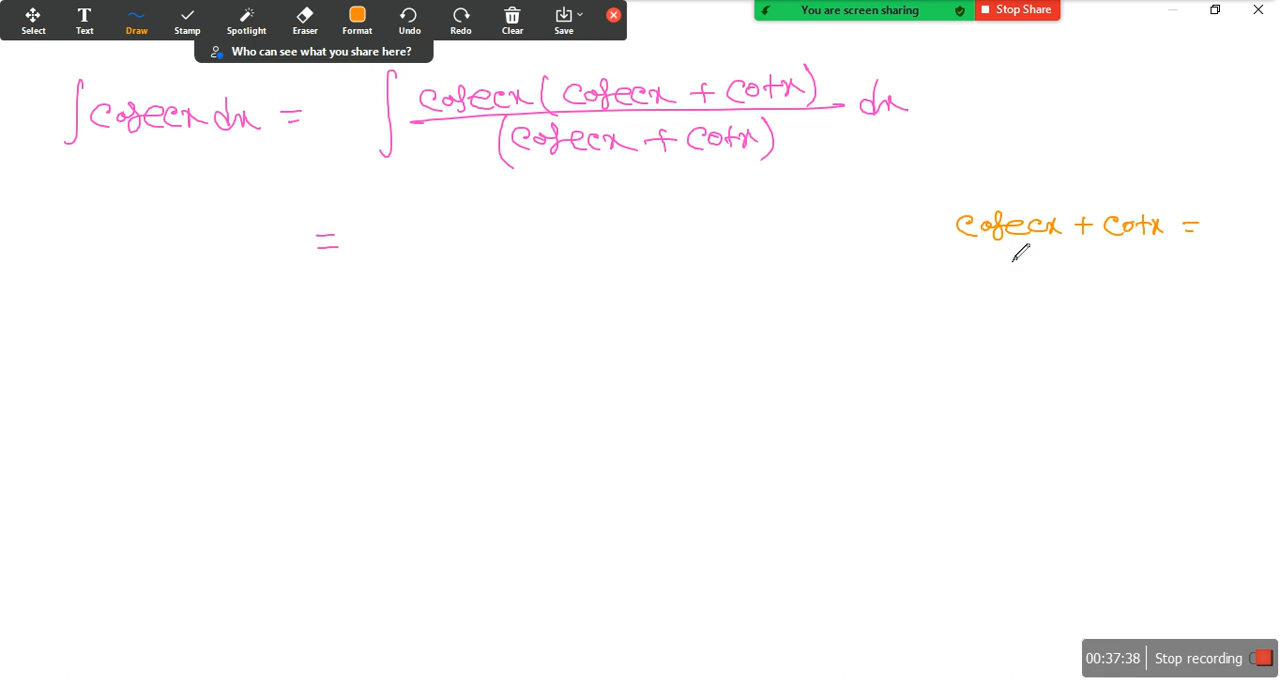 Select Text Draw Stamp Spotlight Eraser Format Undo Redo Clear Save
You are screen sharing Stop Share
Who can see what you share here?
∫ cosecx dx = ∫ cosecx (cosecx + cotx) / (cosecx + cotx) dx
= cosecx + cotx =
00:37:38 Stop recording